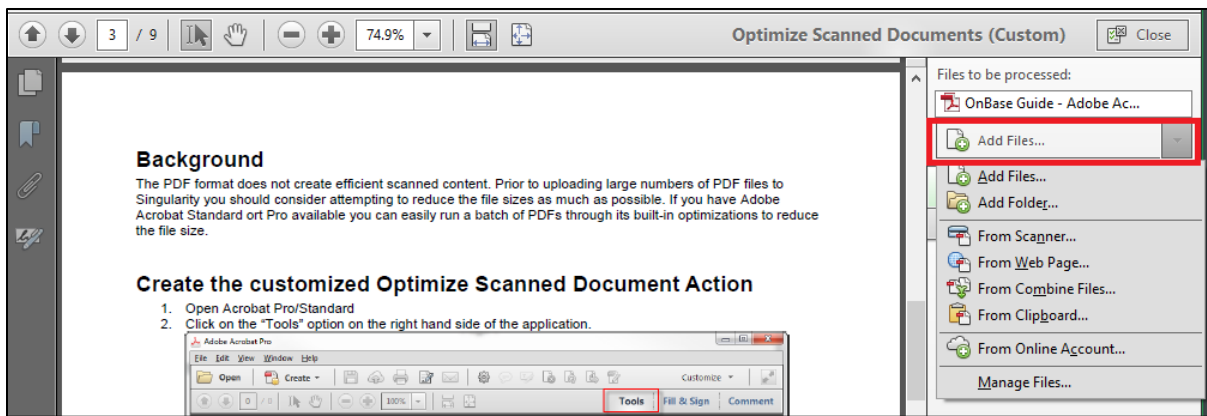 3 / 9 74.9% Optimize Scanned Documents (Custom) Close
Background
The PDF format does not create efficient scanned content. Prior to uploading large numbers of PDF files to
Singularity you should consider attempting to reduce the file sizes as much as possible. If you have Adobe
Acrobat Standard ort Pro available you can easily run a batch of PDFs through its built-in optimizations to reduce
the file size.
Create the customized Optimize Scanned Document Action
1. Open Acrobat Pro/Standard
2. Click on the “Tools” option on the right hand side of the application.
Adobe Acrobat Pro
File Edit View Window Help
Open Create Customize
0 / 0 100% Tools Fill & Sign Comment
Files to be processed:
OnBase Guide - Adobe Ac...
Add Files...
Add Files...
Add Folder...
From Scanner...
From Web Page...
From Combine Files...
From Clipboard...
From Online Account...
Manage Files...